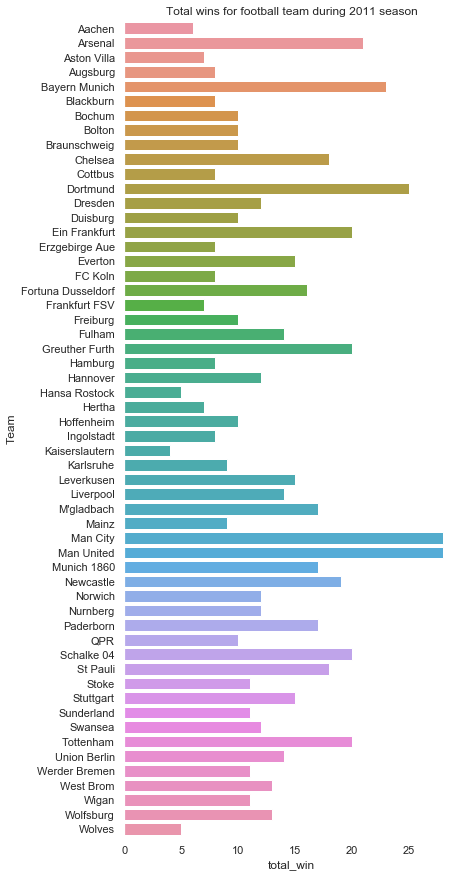 Total wins for football team during 2011 season
Aachen
Arsenal
Aston Villa
Augsburg
Bayern Munich
Blackburn
Bochum
Bolton
Braunschweig
Chelsea
Cottbus
Dortmund
Dresden
Duisburg
Ein Frankfurt
Erzgebirge Aue
Everton
FC Koln
Fortuna Dusseldorf
Frankfurt FSV
Freiburg
Fulham
Greuther Furth
Hamburg
Hannover
Hansa Rostock
Hertha
Hoffenheim
Ingolstadt
Kaiserslautern
Karlsruhe
Leverkusen
Liverpool
M'gladbach
Mainz
Man City
Man United
Munich 1860
Newcastle
Norwich
Nurnberg
Paderborn
QPR
Schalke 04
St Pauli
Stoke
Stuttgart
Sunderland
Swansea
Tottenham
Union Berlin
Werder Bremen
West Brom
Wigan
Wolfsburg
Wolves
Team
0 5 10 15 20 25
total_win